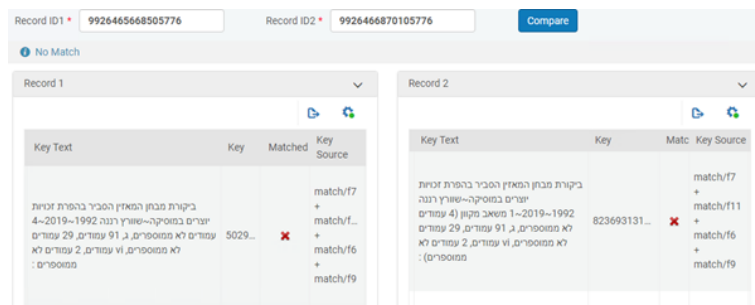 Record ID1 * 9926465668505776 Record ID2 * 9926466870105776 Compare
No Match
Record 1
Key Text Key Matched Key Source
ביקורת מבחן המאזין הסביר בהפרת זכויות
יוצרים במוסיקה~שוורץ רננה 1992~2019~4
עמודים לא ממוספרים, ג, 91 עמודים, 29 עמודים
לא ממוספרים, vi עמודים, 2 עמודים לא
ממוספרים :
5029...
match/f7
+
match/f...
+
match/f6
+
match/f9
Record 2
Key Text Key Matc Key Source
ביקורת מבחן המאזין הסביר בהפרת זכויות
יוצרים במוסיקה~שוורץ רננה
1992~2019~1 משאב מקוון (4 עמודים
לא ממוספרים, ג, 91 עמודים, 29 עמודים
לא ממוספרים, vi עמודים, 2 עמודים לא
ממוספרים) :
823693131...
match/f7
+
match/f11
+
match/f6
+
match/f9